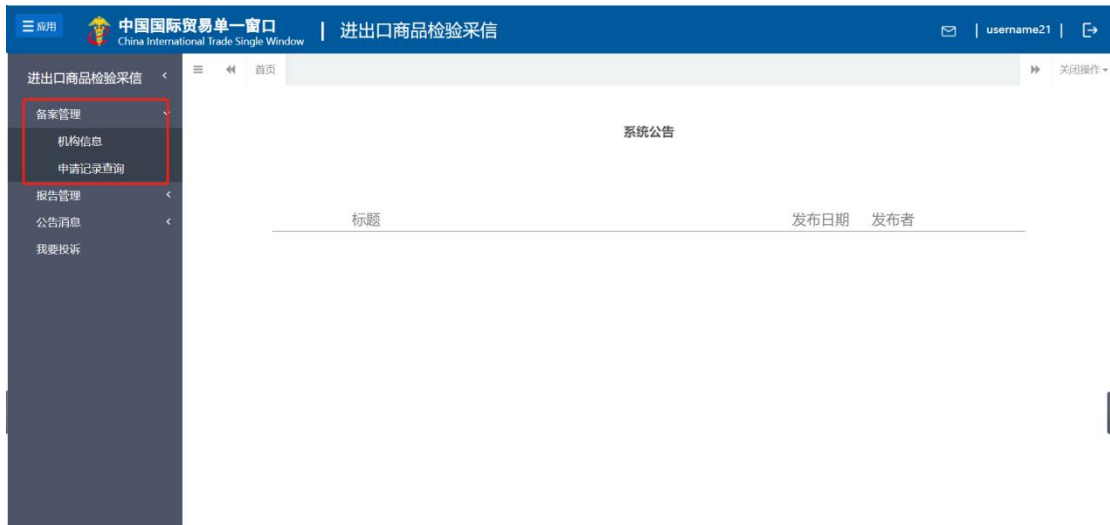 应用
中国国际贸易单一窗口
China International Trade Single Window
进出口商品检验采信
username21
进出口商品检验采信
首页
关闭操作
备案管理
机构信息
申请记录查询
报告管理
公告消息
我要投诉
系统公告
标题 发布日期 发布者